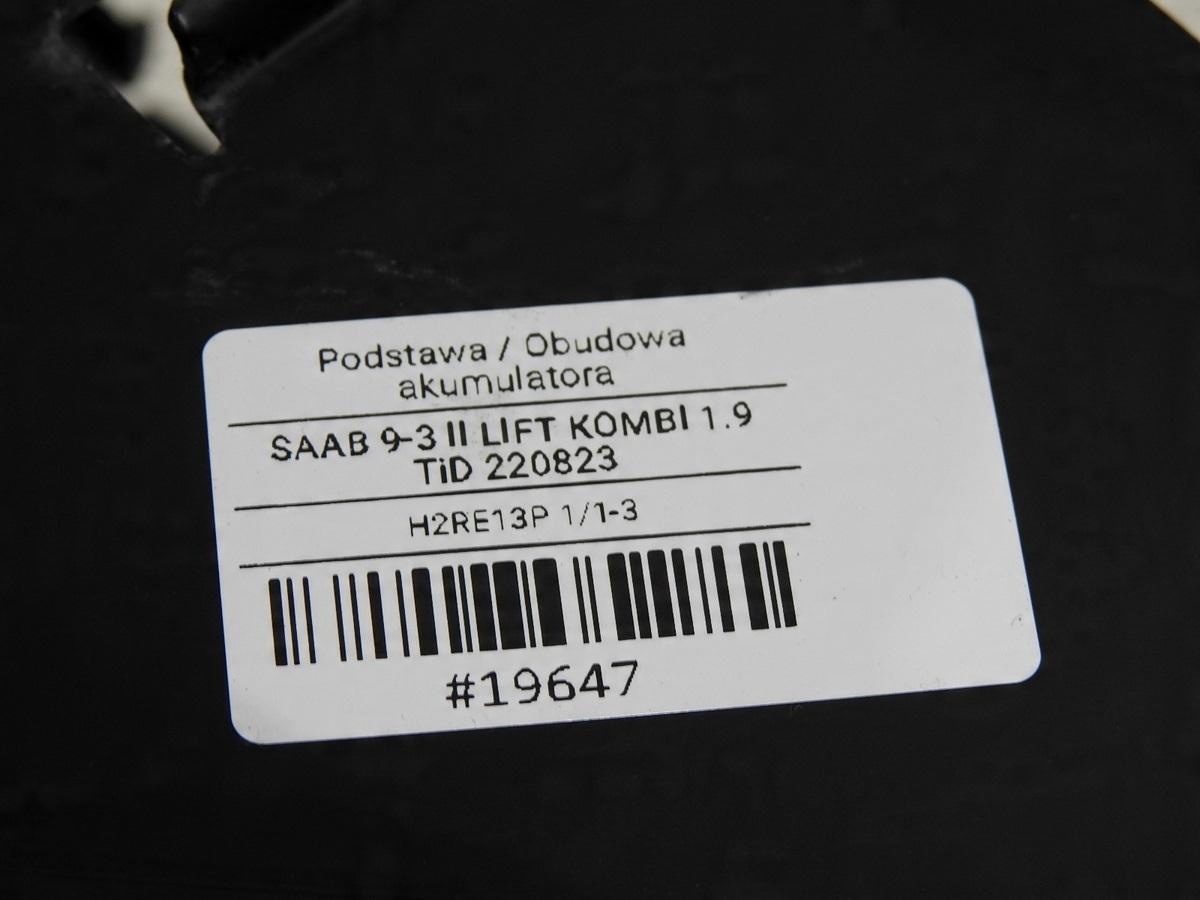 Podstawa / Obudowa
akumulatora
SAAB 9-3 II LIFT KOMBI 1.9
TiD 220823
H2RE13P 1/1-3
#19647